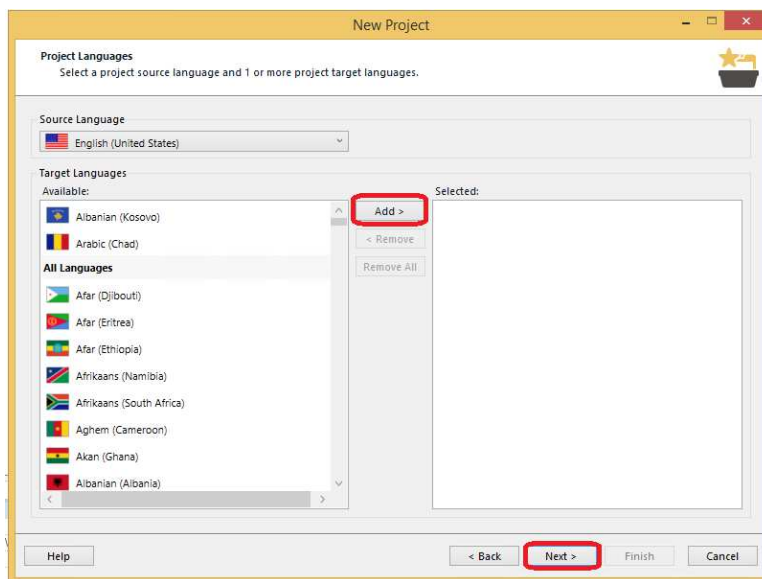 New Project
Project Languages
Select a project source language and 1 or more project target languages.
Source Language
English (United States)
Target Languages
Available:
Selected:
Albanian (Kosovo)
Arabic (Chad)
All Languages
Afar (Djibouti)
Afar (Eritrea)
Afar (Ethiopia)
Afrikaans (Namibia)
Afrikaans (South Africa)
Aghem (Cameroon)
Akan (Ghana)
Albanian (Albania)
Add >
< Remove
Remove All
Help
< Back
Next >
Finish
Cancel